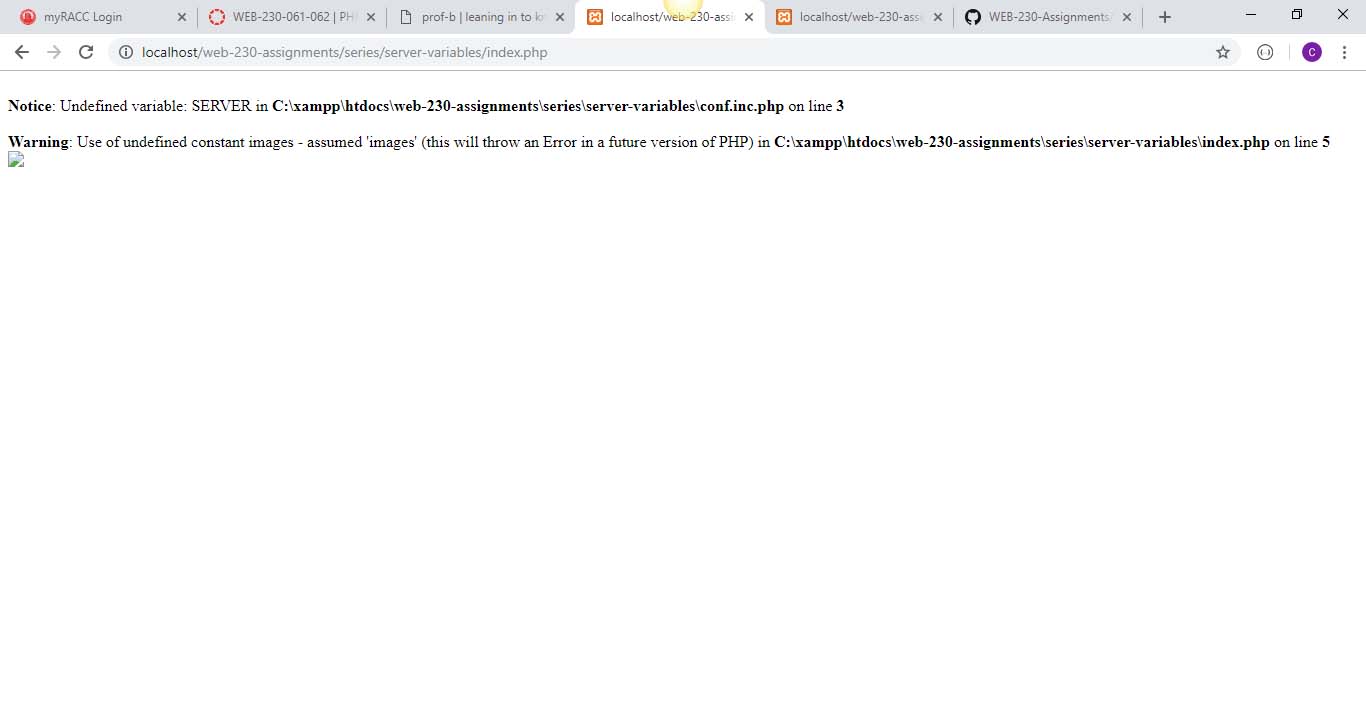 myRACC Login
WEB-230-061-062 | PH
prof-b | leaning in to kn
localhost/web-230-assi
localhost/web-230-assi
WEB-230-Assignments/
localhost/web-230-assignments/series/server-variables/index.php
C
Notice: Undefined variable: SERVER in C:\xampp\htdocs\web-230-assignments\series\server-variables\conf.inc.php on line 3
Warning: Use of undefined constant images - assumed 'images' (this will throw an Error in a future version of PHP) in C:\xampp\htdocs\web-230-assignments\series\server-variables\index.php on line 5